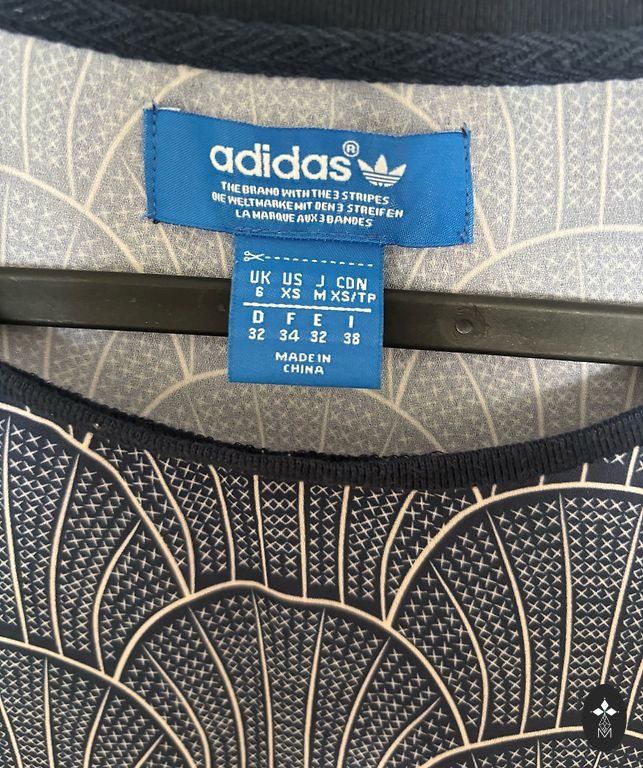 adidas®
THE BRAND WITH THE 3 STRIPES
DIE WELTMARKE MIT DEN 3 STREIFEN
LA MARQUE AUX 3 BANDES
UK US J CDN
6 XS M XS/TP
D F E I
32 34 32 38
MADE IN
CHINA
M